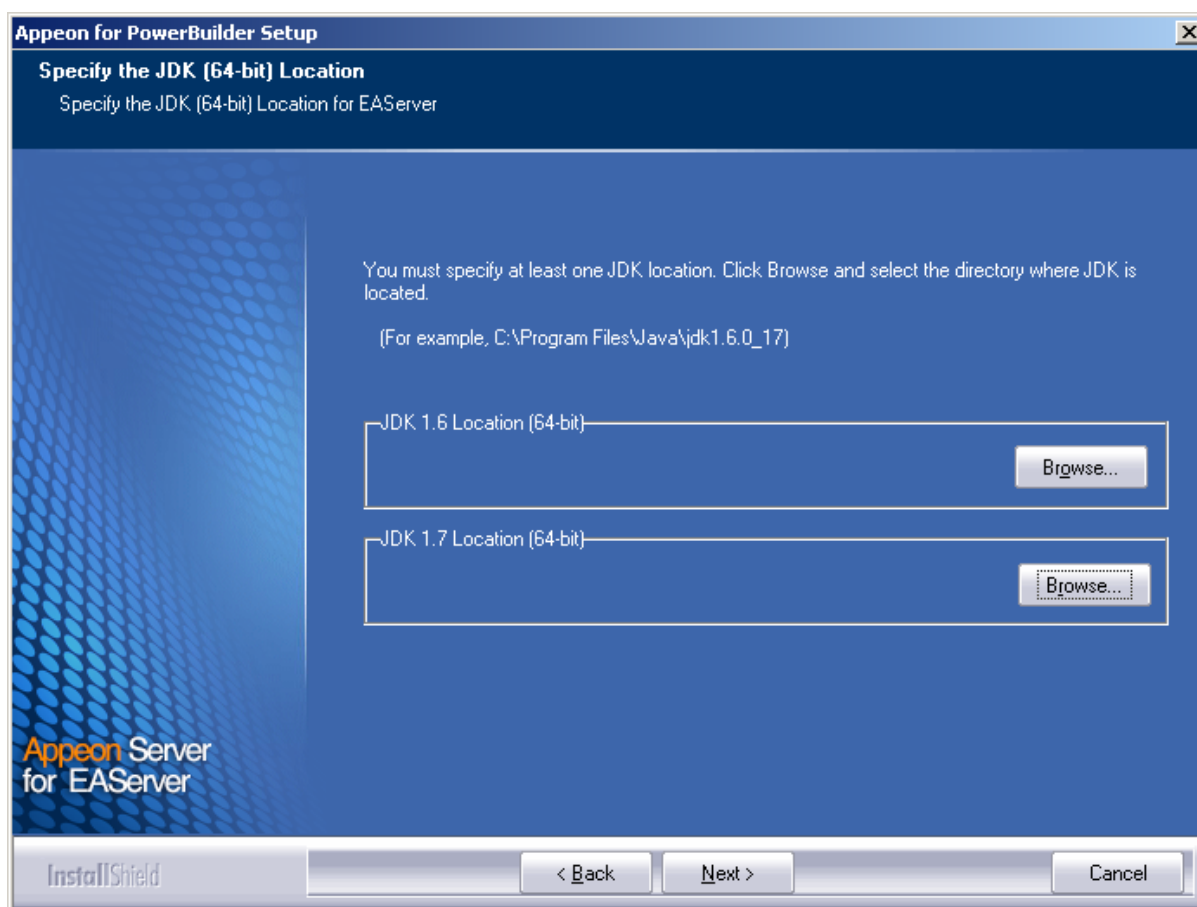 Appeon for PowerBuilder Setup
Specify the JDK (64-bit) Location
Specify the JDK (64-bit) Location for EAServer
You must specify at least one JDK location. Click Browse and select the directory where JDK is
located.
(For example, C:\Program Files\Java\jdk1.6.0_17)
JDK 1.6 Location (64-bit)
Browse...
JDK 1.7 Location (64-bit)
Browse...
Appeon Server
for EAServer
InstallShield
< Back
Next >
Cancel